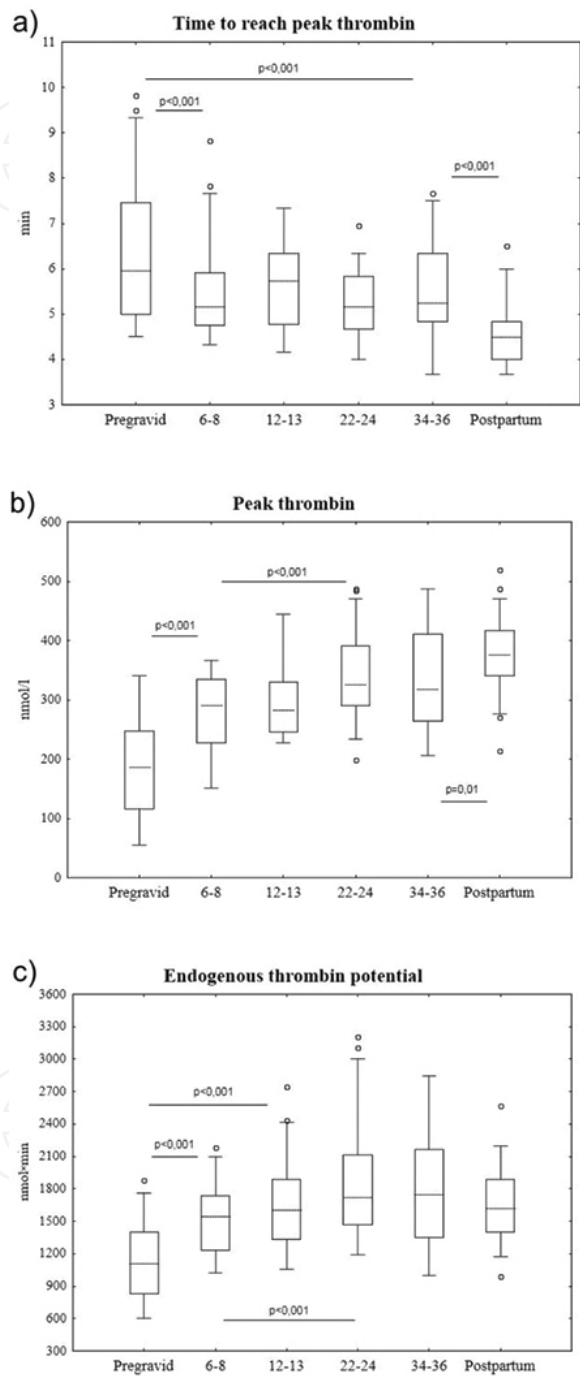 a)
Time to reach peak thrombin
11
10
9
8
7
6
5
4
3
min
p<0,001
p<0,001
p<0,001
Pregravid 6-8 12-13 22-24 34-36 Postpartum
b)
Peak thrombin
600
500
400
300
200
100
0
nmol/l
p<0,001
p<0,001
p=0,01
Pregravid 6-8 12-13 22-24 34-36 Postpartum
c)
Endogenous thrombin potential
3600
3300
3000
2700
2400
2100
1800
1500
1200
900
600
300
nmol*min
p<0,001
p<0,001
p<0,001
Pregravid 6-8 12-13 22-24 34-36 Postpartum